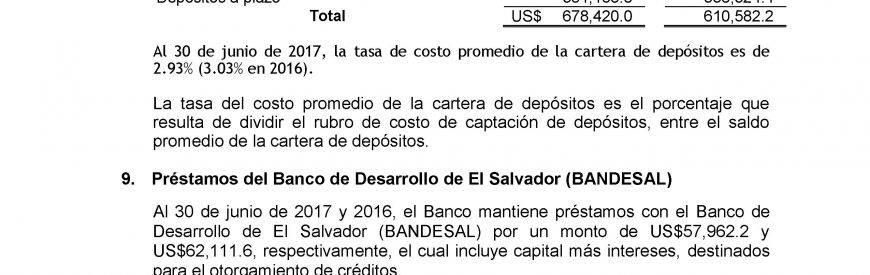 Total US$ 678,420.0 610,582.2
Al 30 de junio de 2017, la tasa de costo promedio de la cartera de depósitos es de
2.93% (3.03% en 2016).
La tasa del costo promedio de la cartera de depósitos es el porcentaje que
resulta de dividir el rubro de costo de captación de depósitos, entre el saldo
promedio de la cartera de depósitos.
9. Préstamos del Banco de Desarrollo de El Salvador (BANDESAL)
Al 30 de junio de 2017 y 2016, el Banco mantiene préstamos con el Banco de
Desarrollo de El Salvador (BANDESAL) por un monto de US$57,962.2 y
US$62,111.6, respectivamente, el cual incluye capital más intereses, destinados
para el otorgamiento de créditos